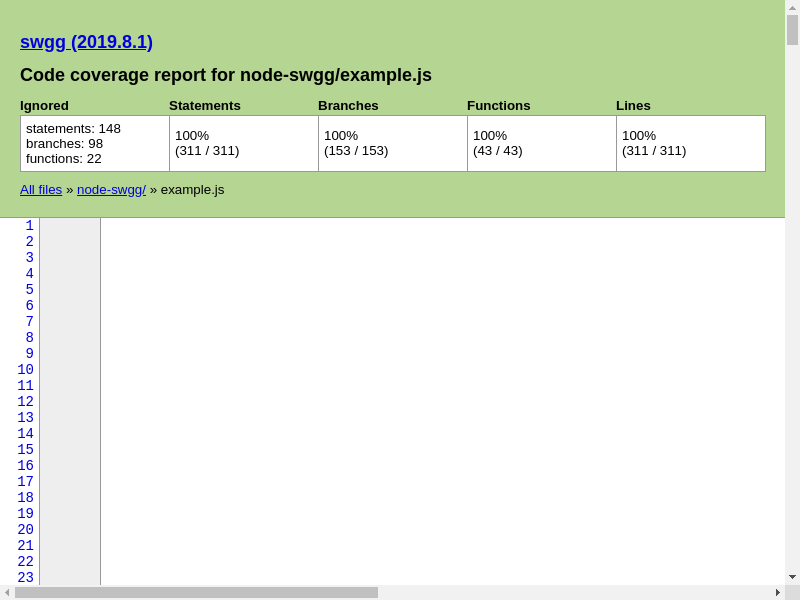 swgg (2019.8.1)
Code coverage report for node-swgg/example.js
Ignored Statements Branches Functions Lines
statements: 148
branches: 98
functions: 22
100%
(311 / 311)
100%
(153 / 153)
100%
(43 / 43)
100%
(311 / 311)
All files » node-swgg/ » example.js
1
2
3
4
5
6
7
8
9
10
11
12
13
14
15
16
17
18
19
20
21
22
23